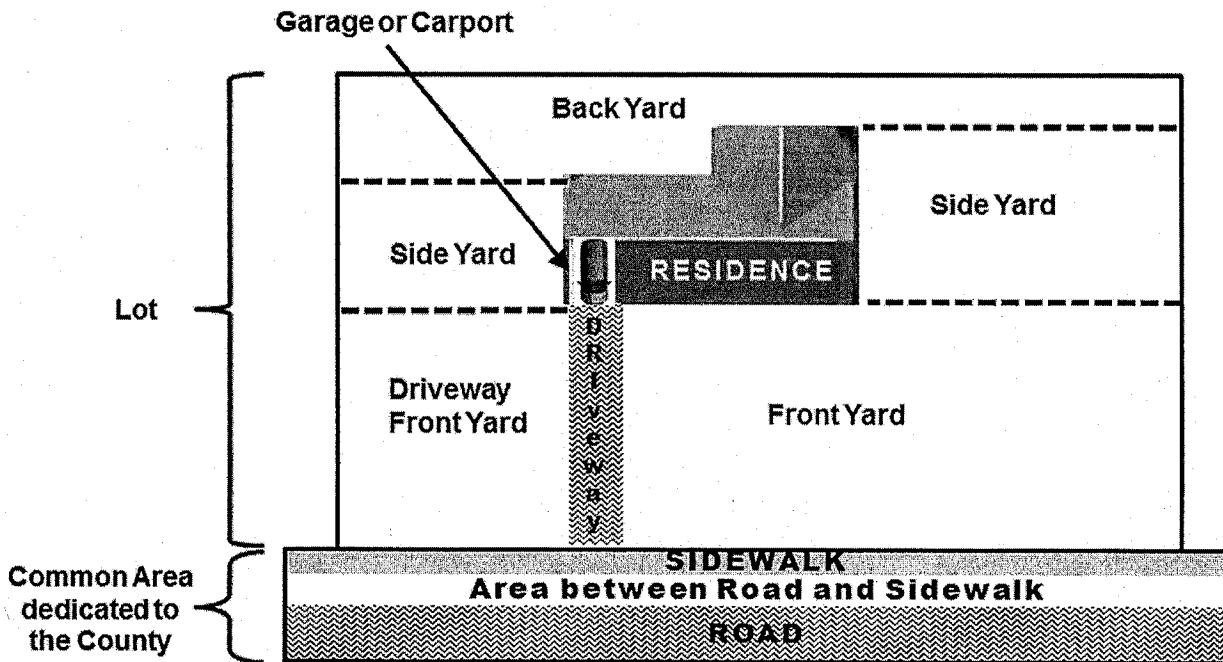 Garage or Carport
Back Yard
Side Yard
Side Yard
RESIDENCE
Lot
Driveway
Front Yard
DRIveway
Front Yard
SIDEWALK
Area between Road and Sidewalk
ROAD
Common Area
dedicated to
the County